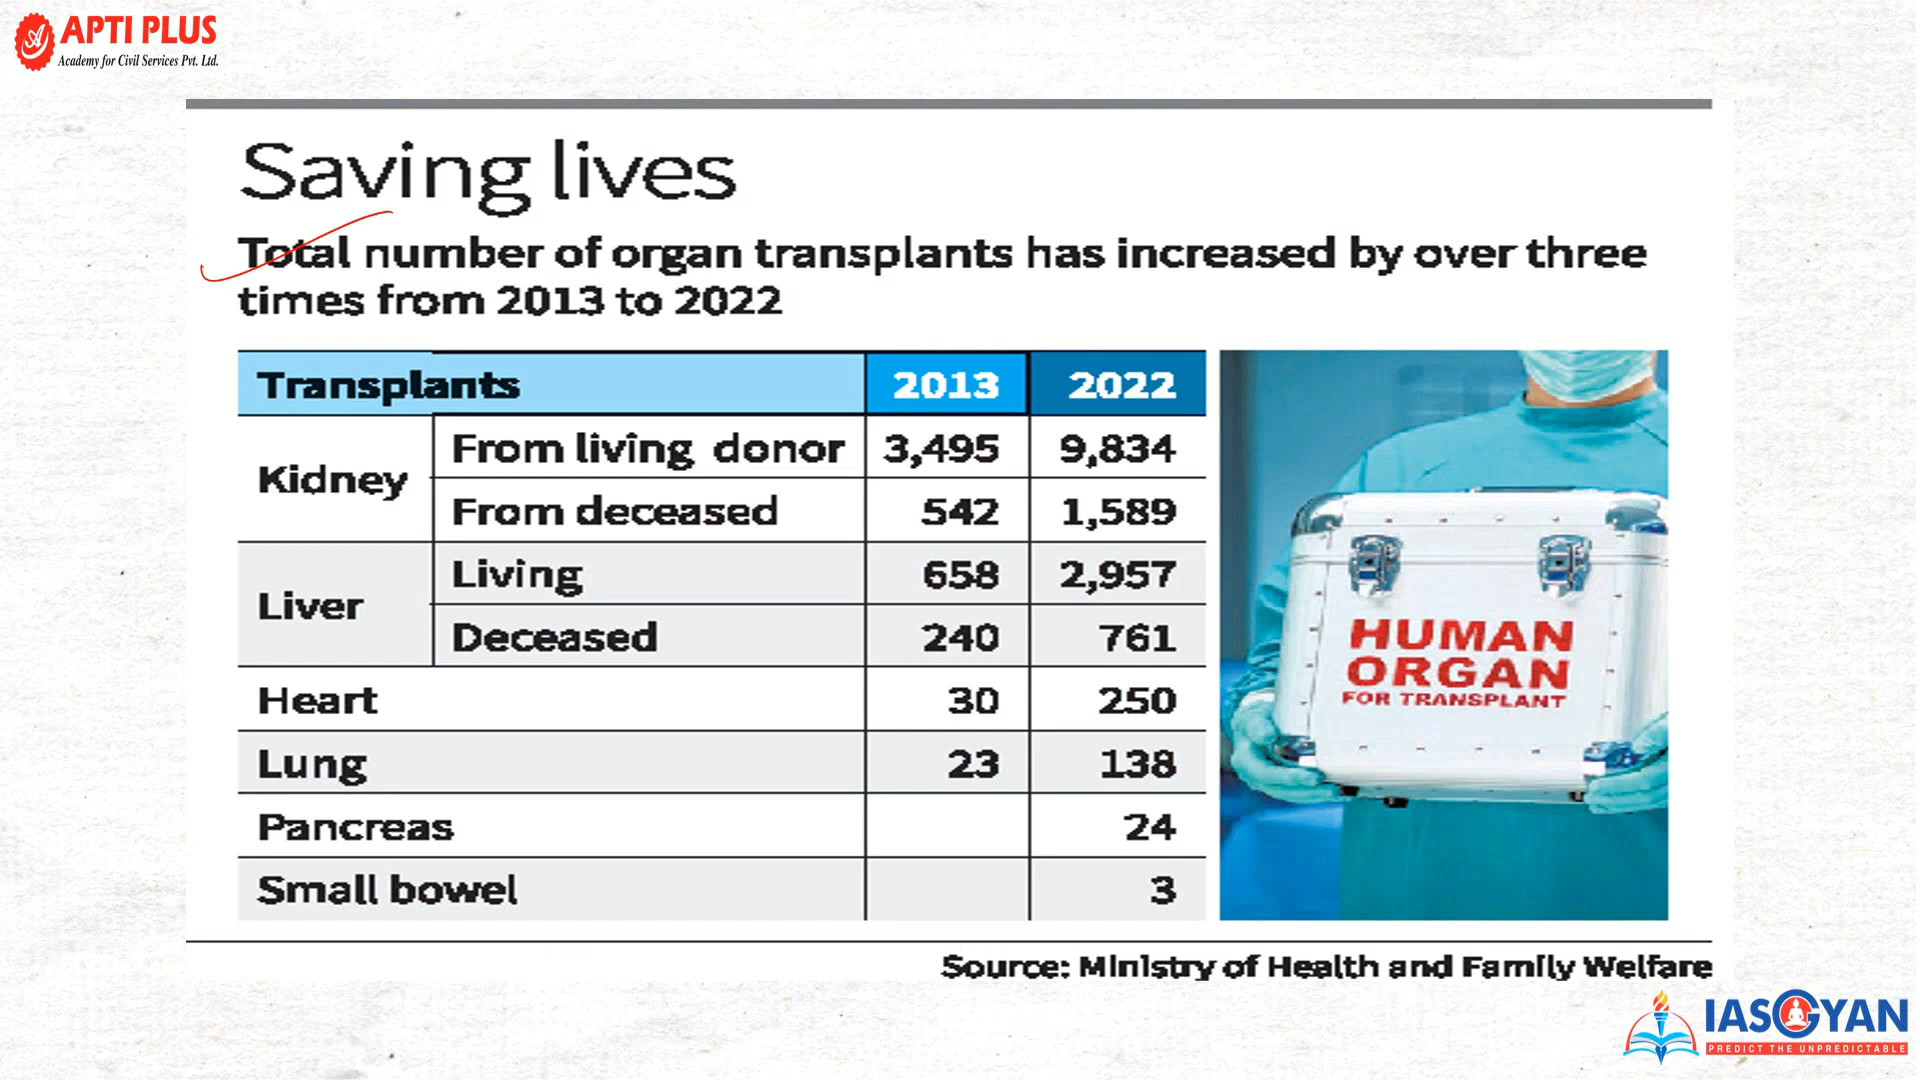 APTI PLUS
Academy for Civil Services Pvt. Ltd.
Saving lives
Total number of organ transplants has increased by over three
times from 2013 to 2022
Transplants 2013 2022
Kidney
From living donor 3,495 9,834
From deceased 542 1,589
Liver
Living 658 2,957
Deceased 240 761
Heart 30 250
Lung 23 138
Pancreas 24
Small bowel 3
HUMAN
ORGAN
FOR TRANSPLANT
Source: Ministry of Health and Family Welfare
IASGYAN
PREDICT THE UNPREDICTABLE